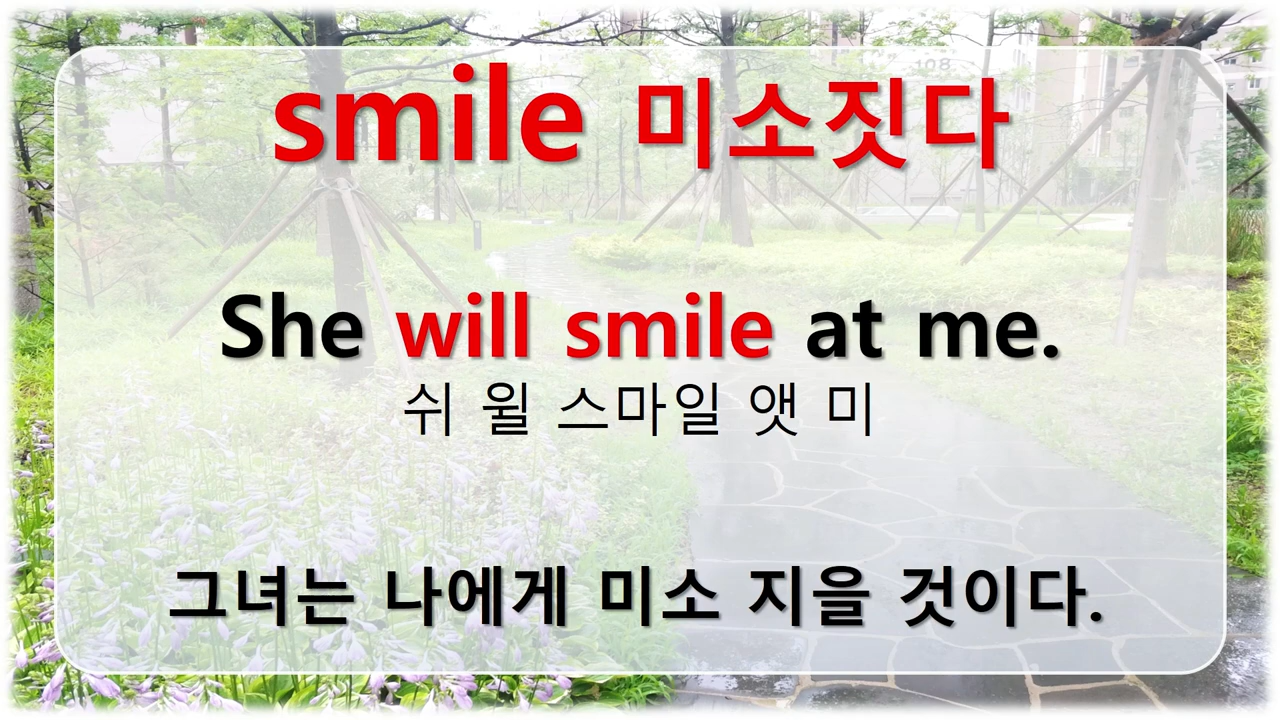 smile 미소짓다
She will smile at me.
쉬 윌 스마일 앳 미
그녀는 나에게 미소 지을 것이다.
108